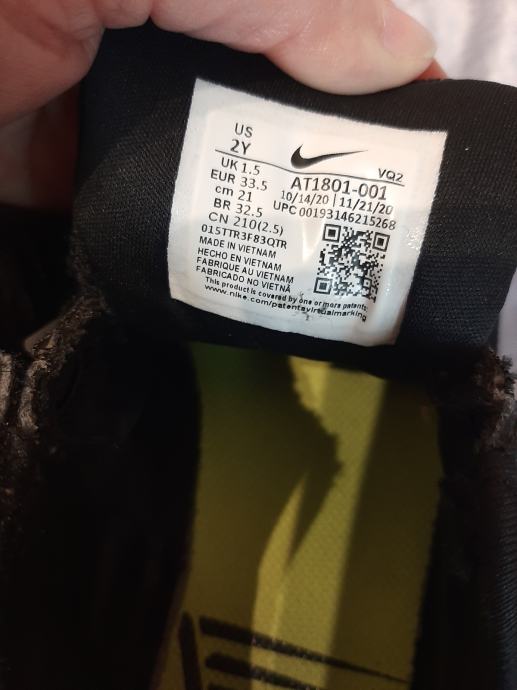 US
2Y
VQ2
UK 1.5
EUR 33.5
cm 21
BR 32.5
CN 210(2.5)
AT1801-001
10/14/20 | 11/21/20
UPC00193146215268
015TTR3F83QTR
MADE IN VIETNAM
HECHO EN VIETNAM
FABRIQUE AU VIETNAM
FABRICADO NO VIETNÃ
This product is covered by one or more patents.
www.nike.com/patentsvirtualmarking